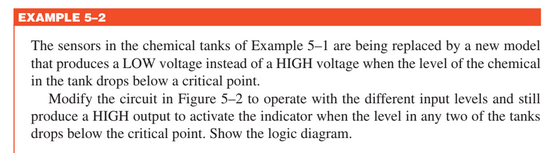 EXAMPLE 5–2
The sensors in the chemical tanks of Example 5–1 are being replaced by a new model
that produces a LOW voltage instead of a HIGH voltage when the level of the chemical
in the tank drops below a critical point.
Modify the circuit in Figure 5–2 to operate with the different input levels and still
produce a HIGH output to activate the indicator when the level in any two of the tanks
drops below the critical point. Show the logic diagram.